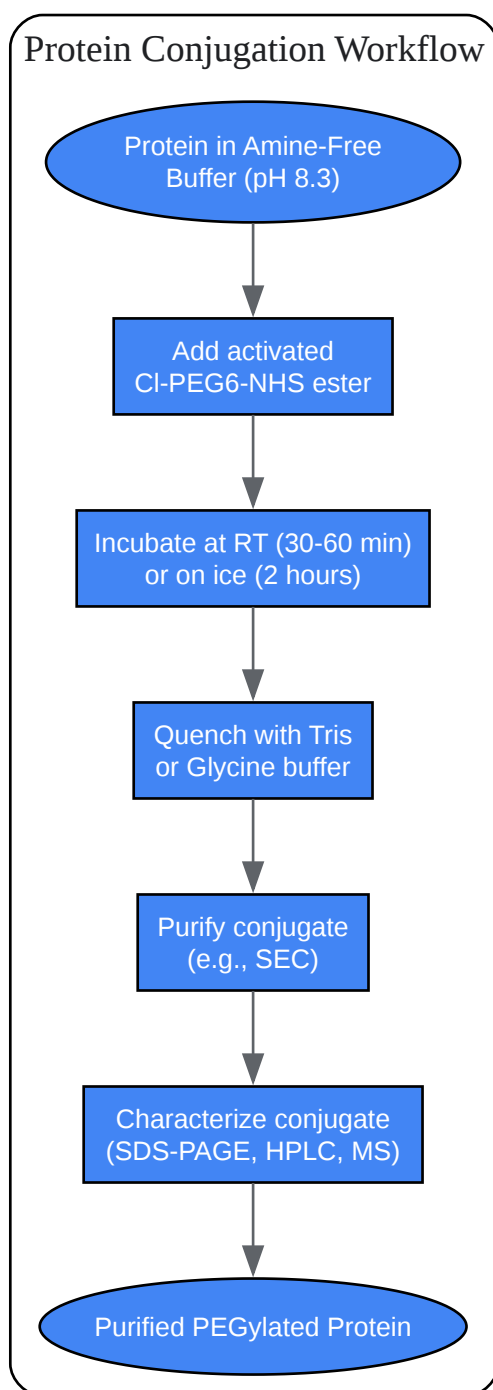 Protein Conjugation Workflow
Protein in Amine-Free
Buffer (pH 8.3)
Add activated
Cl-PEG6-NHS ester
Incubate at RT (30-60 min)
or on ice (2 hours)
Quench with Tris
or Glycine buffer
Purify conjugate
(e.g., SEC)
Characterize conjugate
(SDS-PAGE, HPLC, MS)
Purified PEGylated Protein